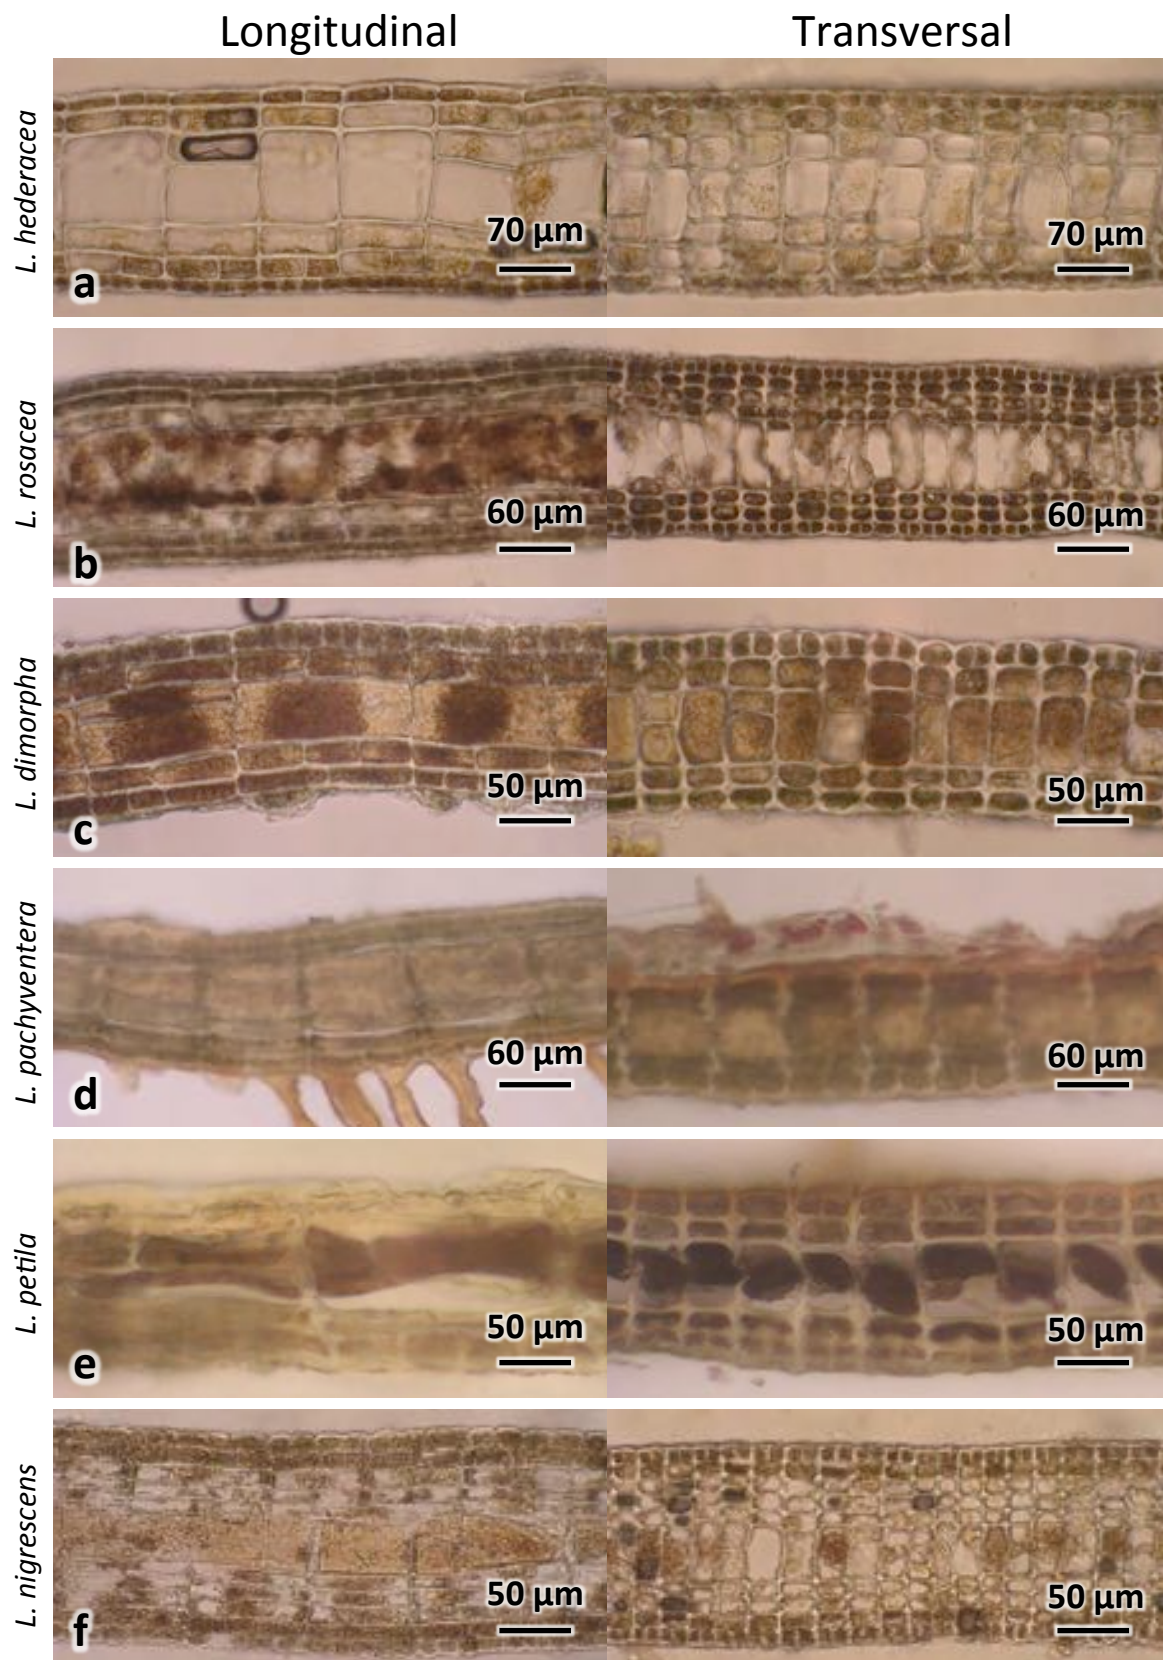 Longitudinal
Transversal
L. hederacea
70 µm
70 µm
a
L. rosacea
60 µm
60 µm
b
L. dimorpha
50 µm
50 µm
c
L. pachyventera
60 µm
60 µm
d
L. petila
50 µm
50 µm
e
L. nigrescens
50 µm
50 µm
f